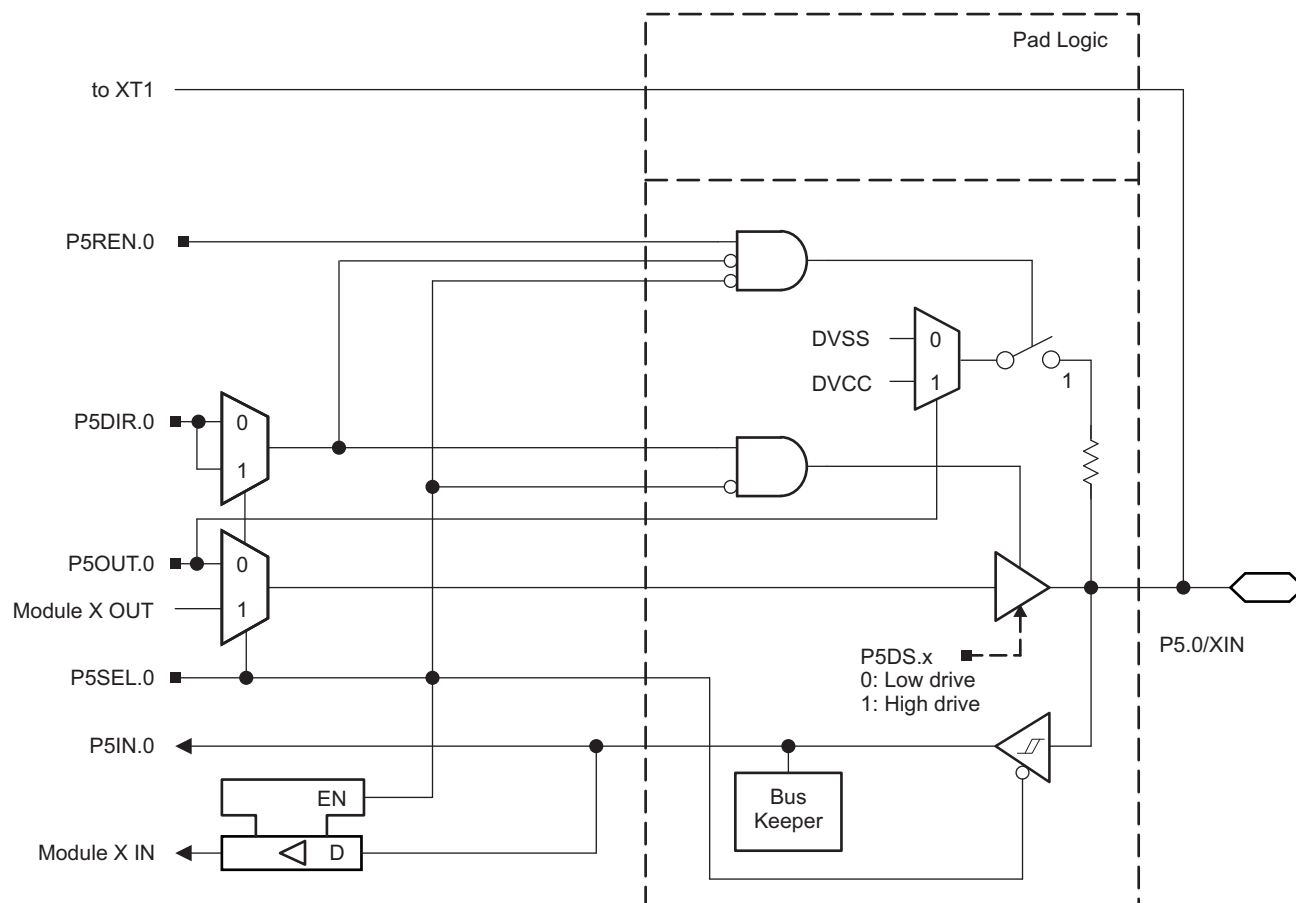 Pad Logic
to XT1
P5REN.0
DVSS
0
DVCC
1
1
P5DIR.0
0
1
P5OUT.0
0
Module X OUT
1
P5.0/XIN
P5DS.x
0: Low drive
1: High drive
P5SEL.0
P5IN.0
EN
Bus
Keeper
Module X IN
D